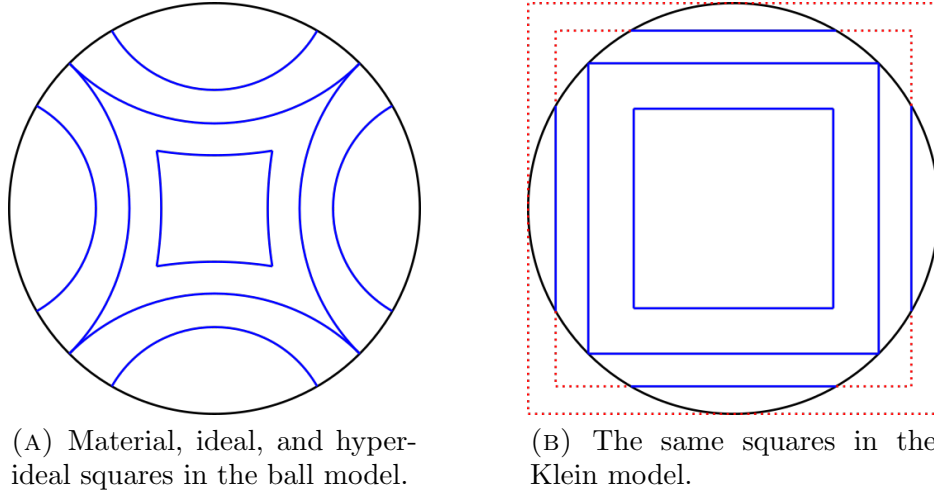 (A) Material, ideal, and hyper-
ideal squares in the ball model.
(B) The same squares in the
Klein model.